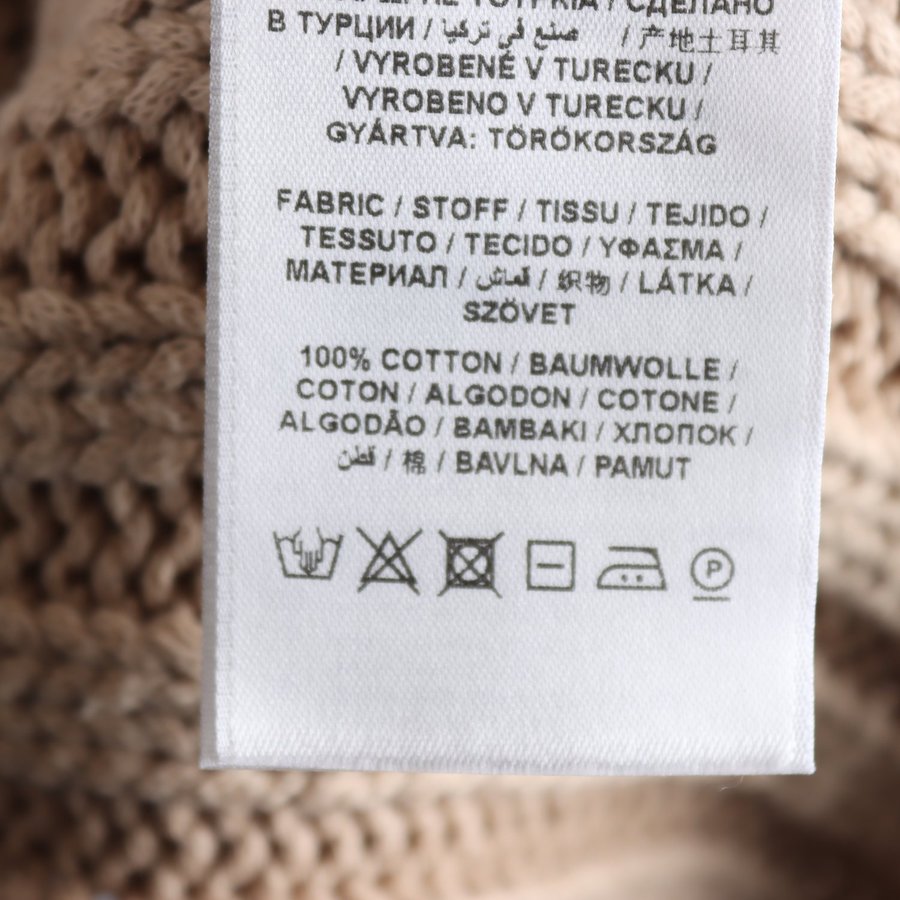 / СДЕЛАНО
В ТУРЦИИ / صنع في تركيا / 产地土耳其
/ VYROBENÉ V TURECKU /
VYROBENO V TURECKU /
GYÁRTVA: TÖRÖKORSZÁG
FABRIC / STOFF / TISSU / TEJIDO /
TESSUTO / TECIDO / ΥΦΑΣΜΑ /
МАТЕРИАЛ / قماش / 织物 / LÁTKA /
SZÖVET
100% COTTON / BAUMWOLLE /
COTON / ALGODON / COTONE /
ALGODÃO / BAMBAKI / ХЛОПОК /
قطن / 棉 / BAVLNA / PAMUT
P